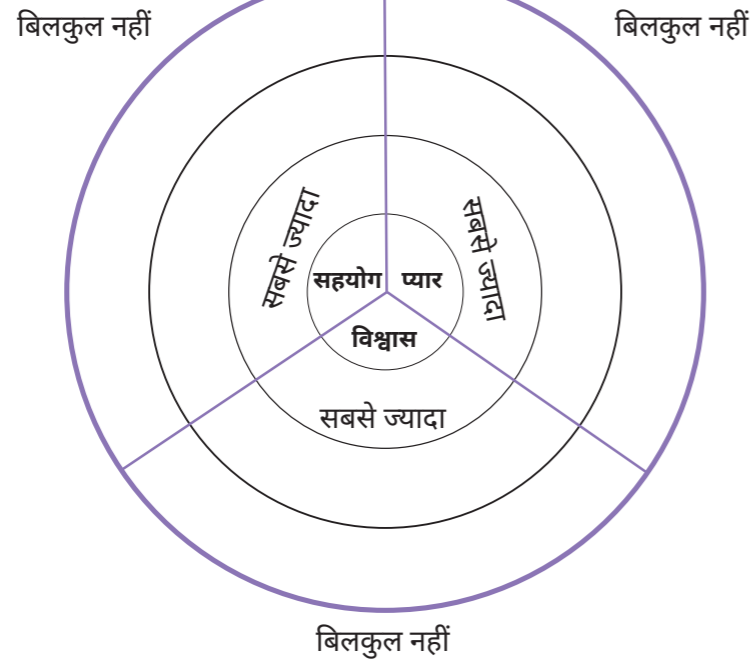 बिलकुल नहीं
बिलकुल नहीं
सबसे ज्यादा
सबसे ज्यादा
सहयोग
प्यार
विश्वास
सबसे ज्यादा
बिलकुल नहीं